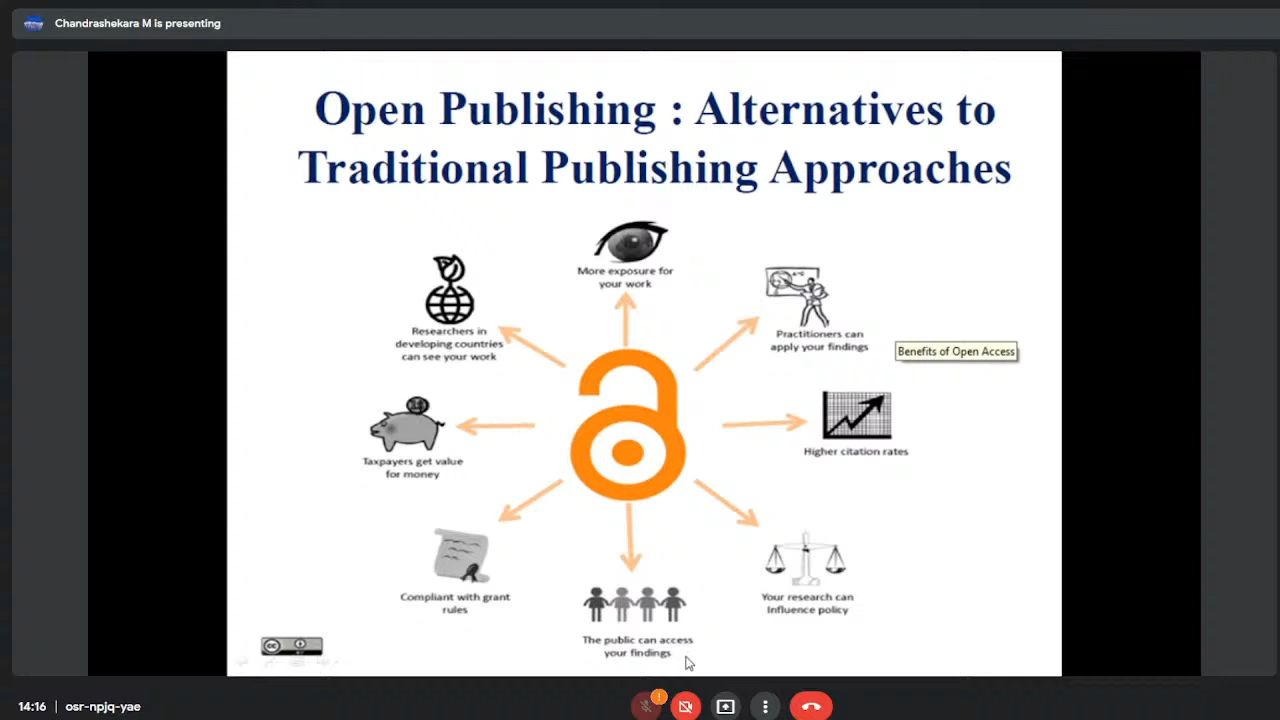 Chandrashekara M is presenting
Open Publishing : Alternatives to
Traditional Publishing Approaches
More exposure for
your work
Researchers in
developing countries
can see your work
Practitioners can
apply your findings
Benefits of Open Access
Taxpayers get value
for money
Higher citation rates
Compliant with grant
rules
Your research can
Influence policy
The public can access
your findings
cc
BY
14:16 | osr-npjq-yae